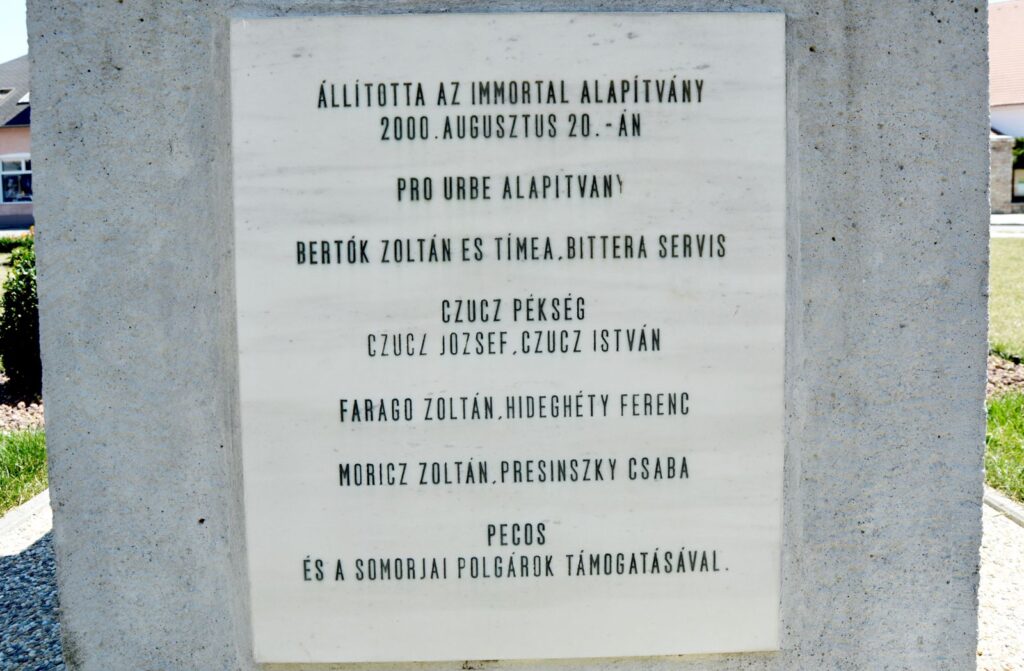 ÁLLÍTOTTA AZ IMMORTAL ALAPÍTVÁNY
2000.AUGUSZTUS 20.-ÁN
PRO URBE ALAPITVANY
BERTÓK ZOLTÁN ES TÍMEA,BITTERA SERVIS
CZUCZ PÉKSÉG
CZUCZ JOZSEF,CZUCZ ISTVÁN
FARAGO ZOLTÁN,HIDEGHÉTY FERENC
MORICZ ZOLTÁN,PRESINSZKY CSABA
PECOS
ÉS A SOMORJAI POLGÁROK TÁMOGATÁSÁVAL.